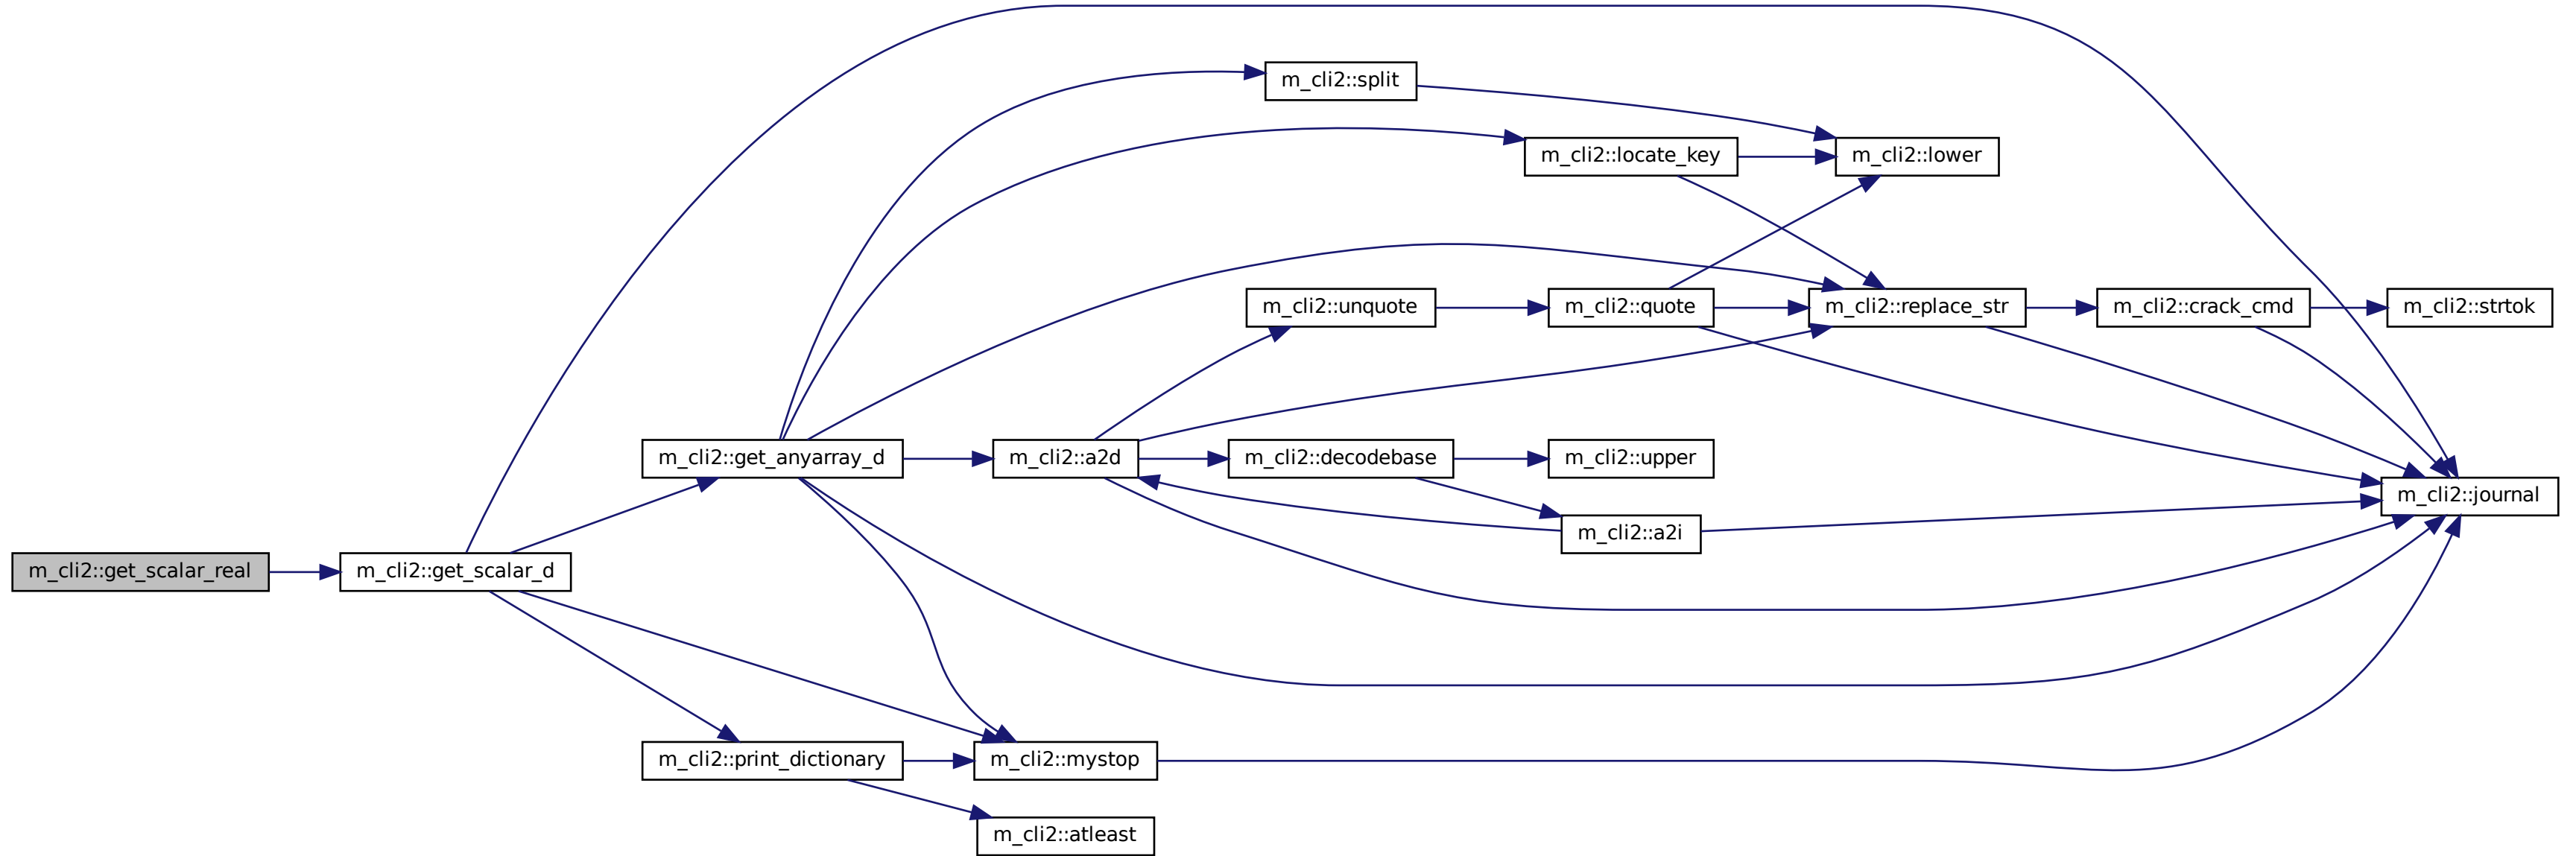 m_cli2::split
m_cli2::locate_key
m_cli2::lower
m_cli2::unquote
m_cli2::quote
m_cli2::replace_str
m_cli2::crack_cmd
m_cli2::strtok
m_cli2::get_anyarray_d
m_cli2::a2d
m_cli2::decodebase
m_cli2::upper
m_cli2::journal
m_cli2::a2i
m_cli2::get_scalar_real
m_cli2::get_scalar_d
m_cli2::print_dictionary
m_cli2::mystop
m_cli2::atleast